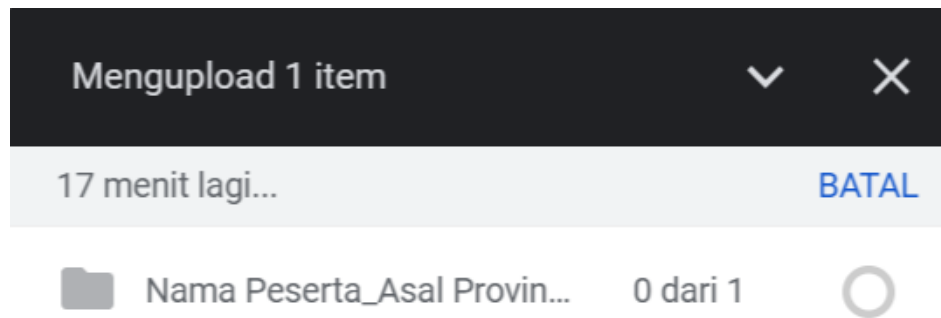 Mengupload 1 item
17 menit lagi... BATAL
Nama Peserta_Asal Provin... 0 dari 1